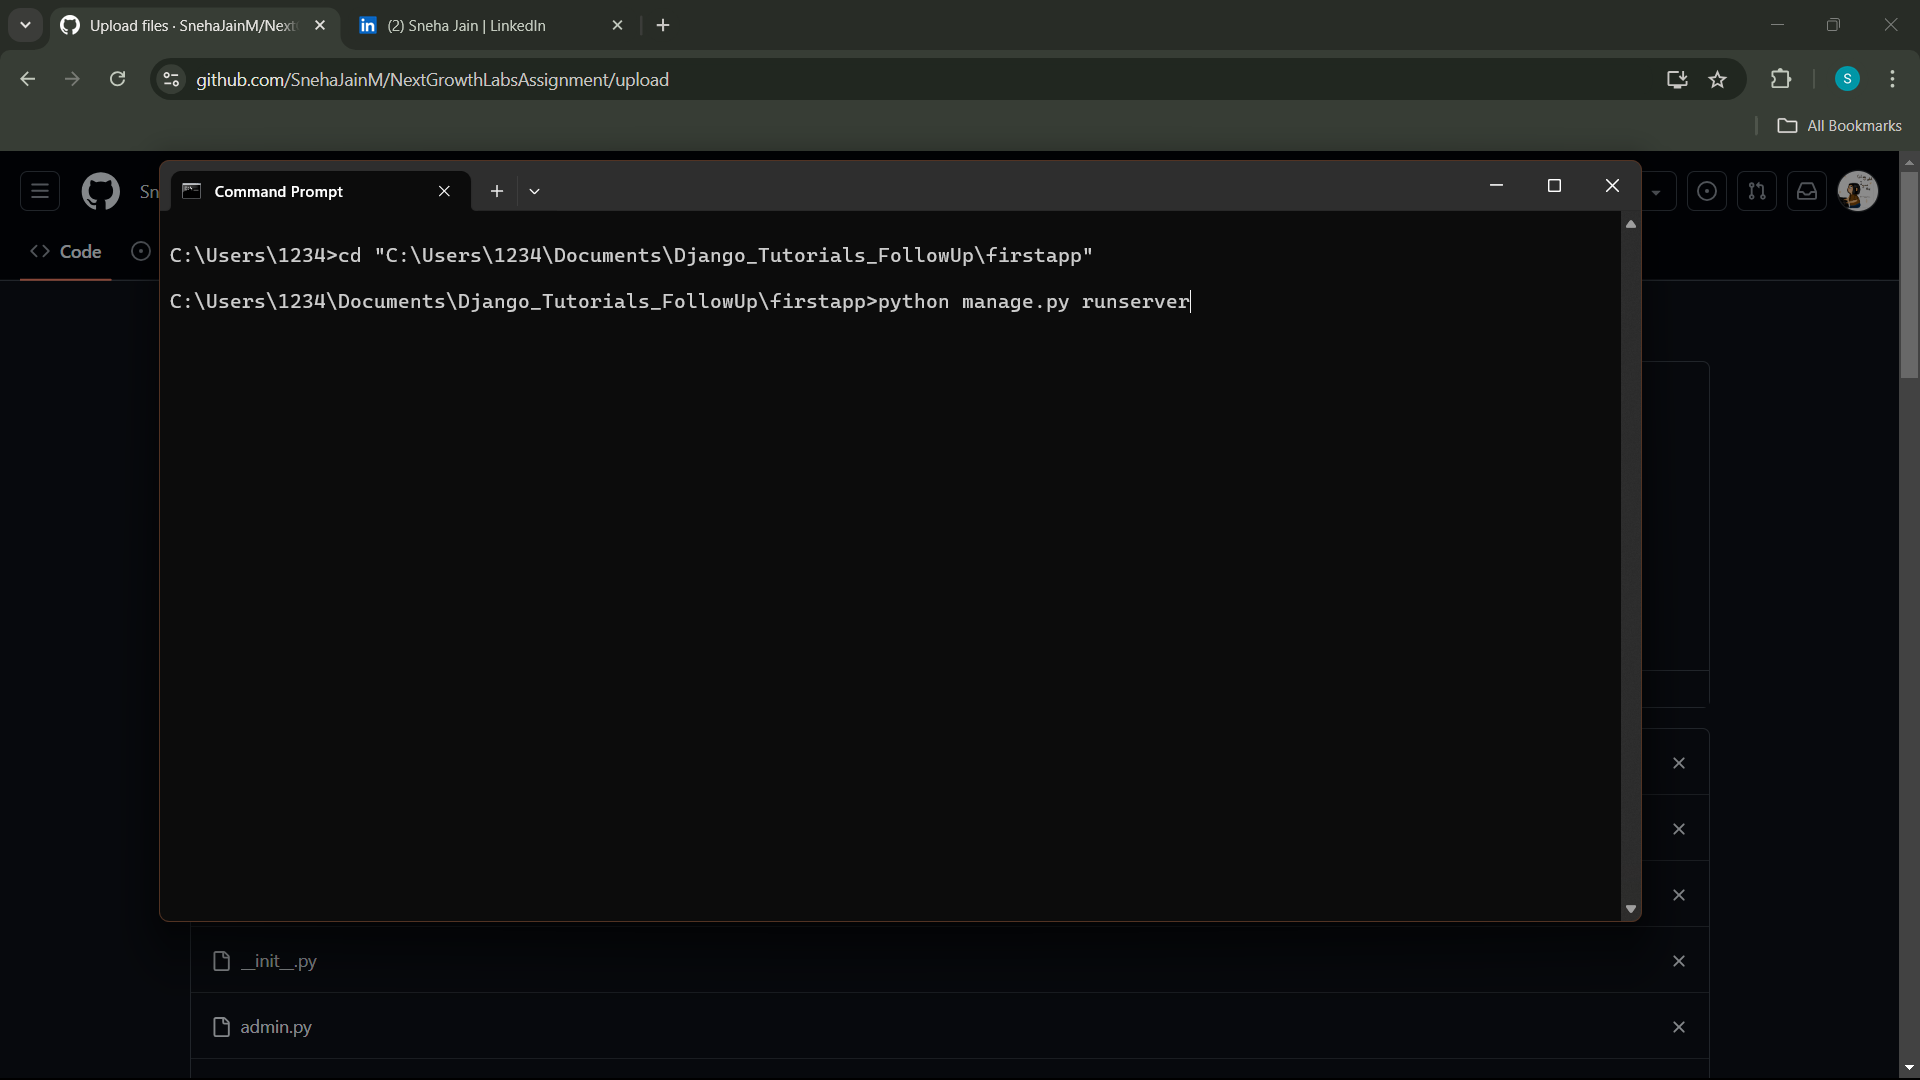 Upload files · SnehaJainM/Next
(2) Sneha Jain | LinkedIn
github.com/SnehaJainM/NextGrowthLabsAssignment/upload
S
All Bookmarks
Sn
Command Prompt
Code
C:\Users\1234>cd "C:\Users\1234\Documents\Django_Tutorials_FollowUp\firstapp"
C:\Users\1234\Documents\Django_Tutorials_FollowUp\firstapp>python manage.py runserver
__init__.py
admin.py